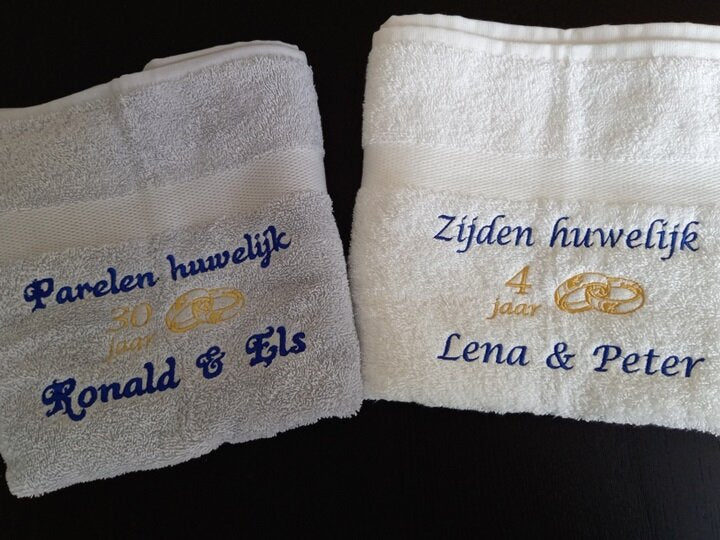 Parelen huwelijk
30
jaar
Ronald & Els
Zijden huwelijk
4
jaar
Lena & Peter